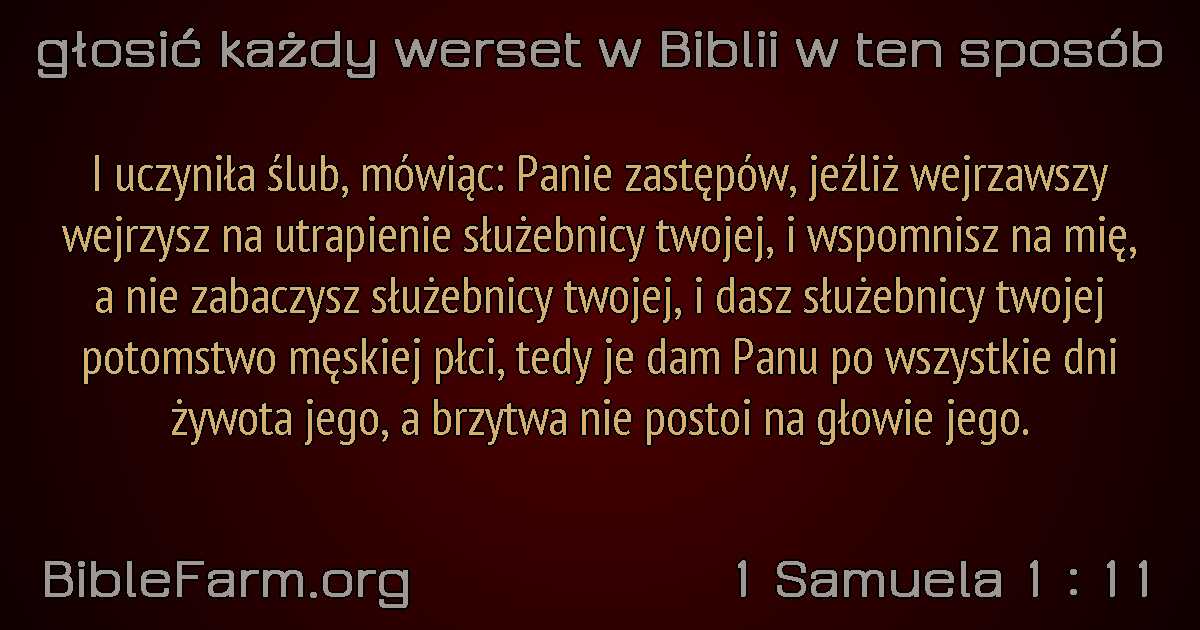 głosić każdy werset w Biblii w ten sposób
I uczyniła ślub, mówiąc: Panie zastępów, jeźliż wejrzawszy
wejrzysz na utrapienie służebnicy twojej, i wspomnisz na mię,
a nie zabaczysz służebnicy twojej, i dasz służebnicy twojej
potomstwo męskiej płci, tedy je dam Panu po wszystkie dni
żywota jego, a brzytwa nie postoi na głowie jego.
BibleFarm.org
1 Samuela 1 : 11